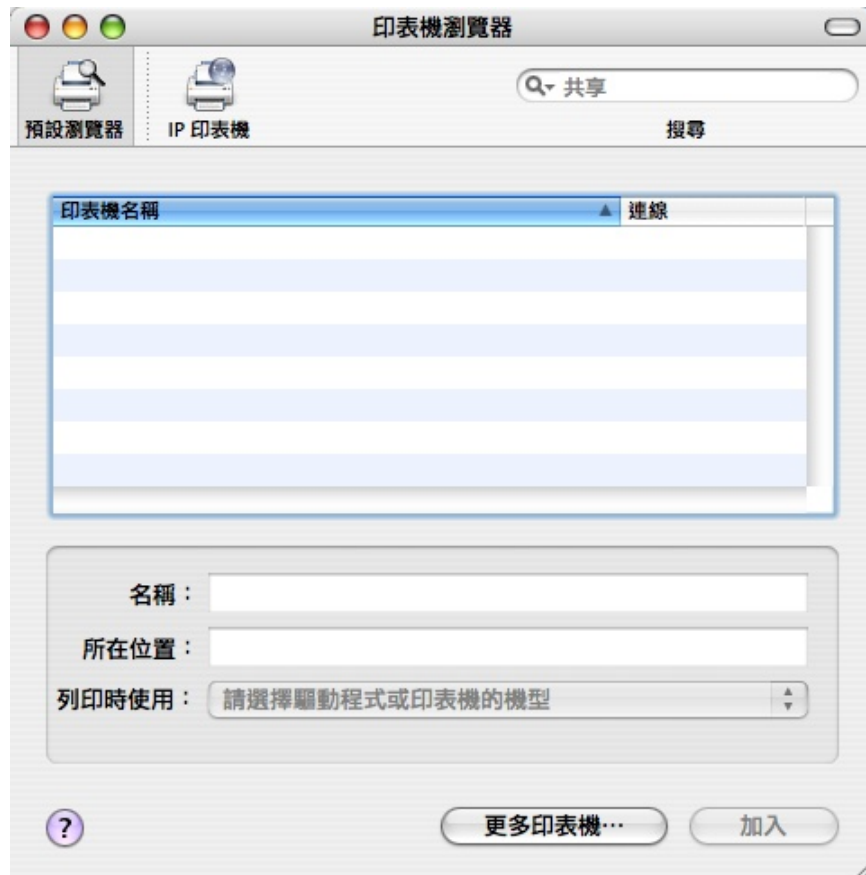 印表機瀏覽器
共享
預設瀏覽器
IP 印表機
搜尋
印表機名稱
連線
名稱：
所在位置：
列印時使用：
請選擇驅動程式或印表機的機型
?
更多印表機…
加入